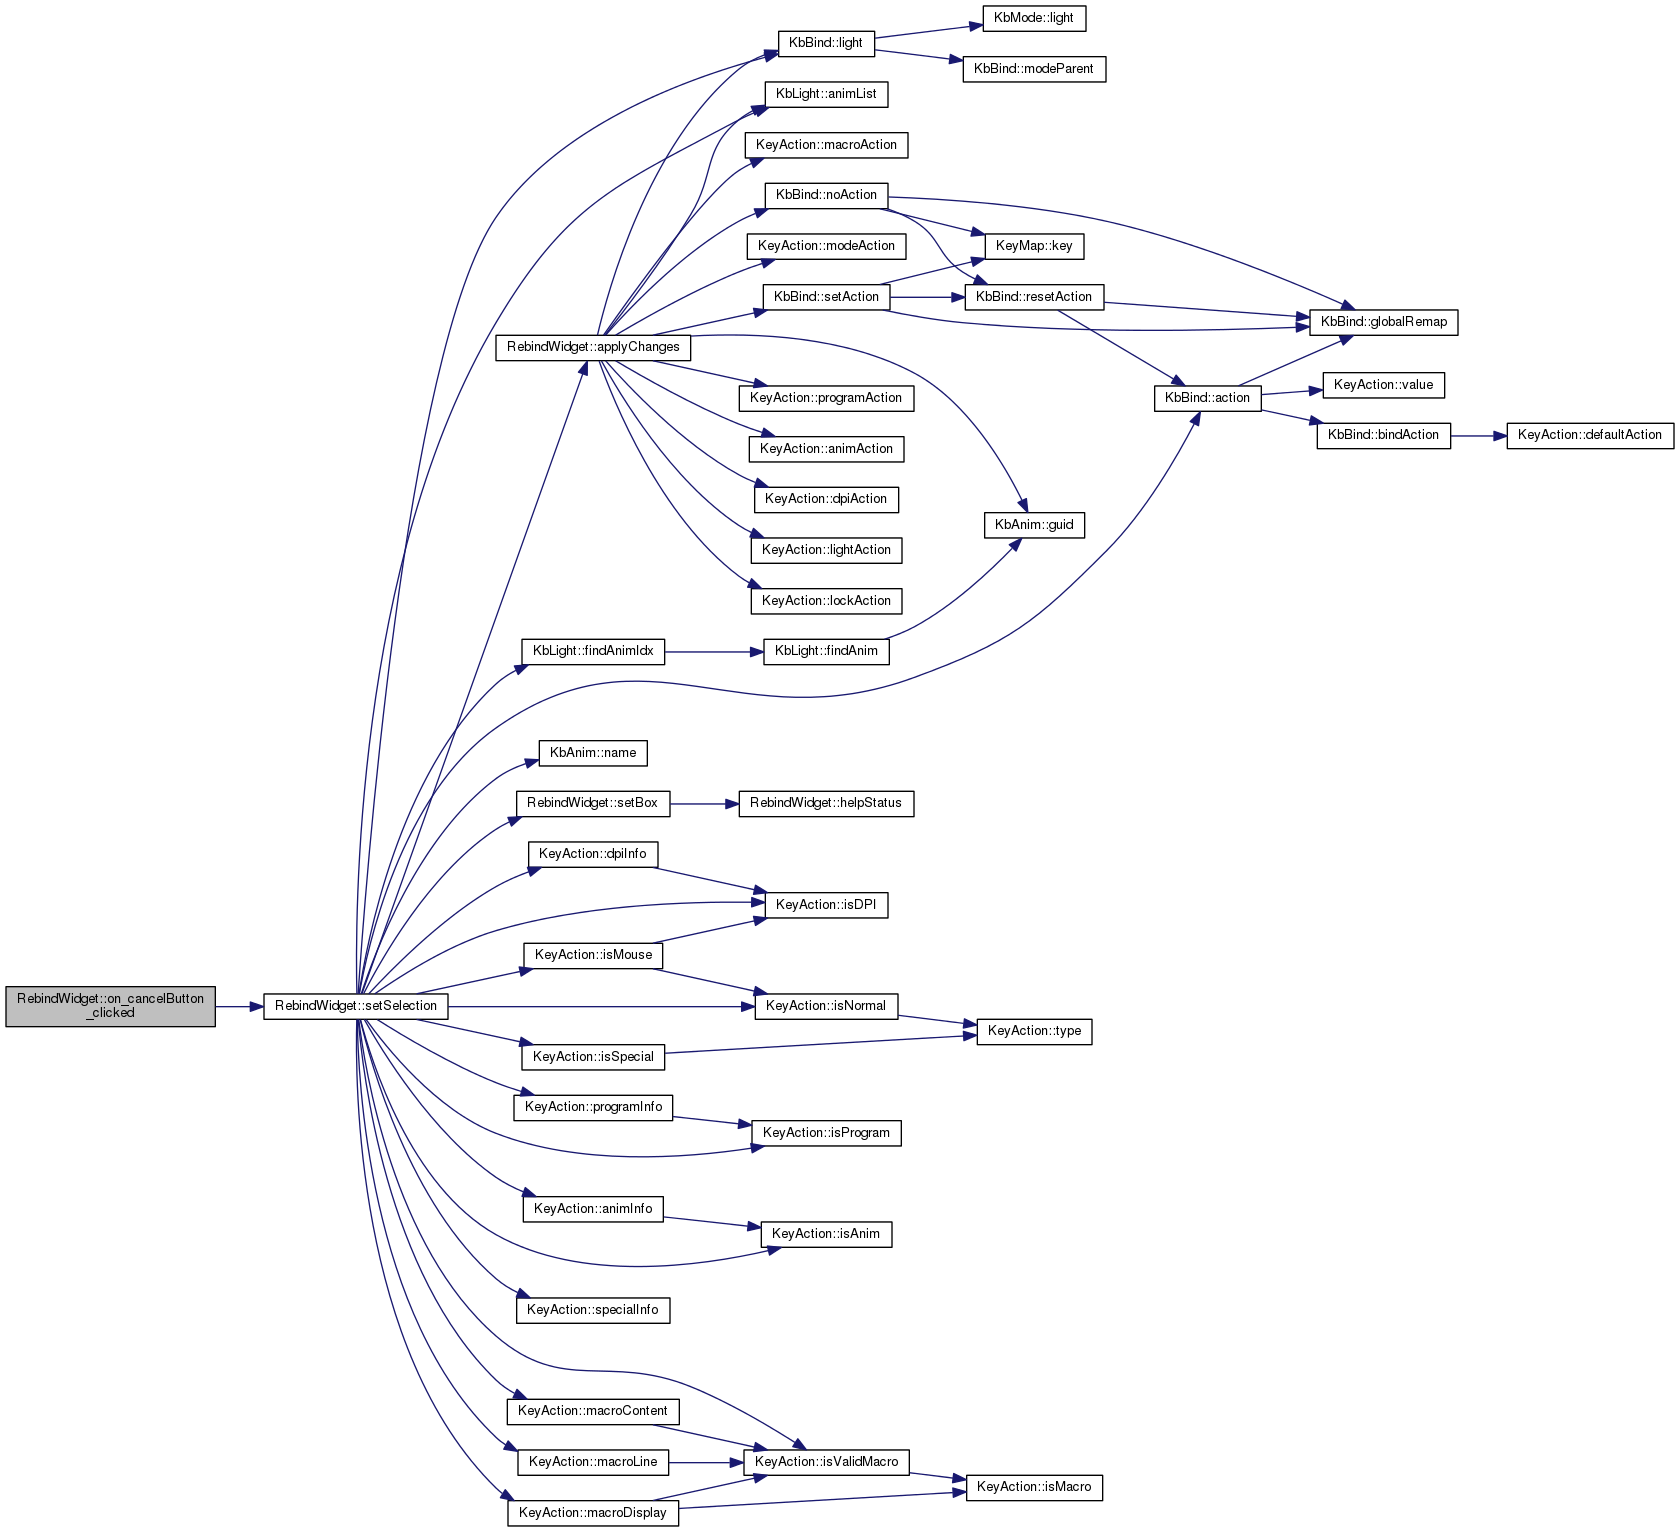 KbMode::light
KbBind::light
KbBind::modeParent
KbLight::animList
KeyAction::macroAction
KbBind::noAction
KeyAction::modeAction
KeyMap::key
KbBind::setAction
KbBind::resetAction
KbBind::globalRemap
RebindWidget::applyChanges
KeyAction::value
KeyAction::programAction
KbBind::action
KbBind::bindAction
KeyAction::defaultAction
KeyAction::animAction
KeyAction::dpiAction
KbAnim::guid
KeyAction::lightAction
KeyAction::lockAction
KbLight::findAnimIdx
KbLight::findAnim
KbAnim::name
RebindWidget::setBox
RebindWidget::helpStatus
KeyAction::dpiInfo
KeyAction::isDPI
KeyAction::isMouse
RebindWidget::on_cancelButton
_clicked
RebindWidget::setSelection
KeyAction::isNormal
KeyAction::type
KeyAction::isSpecial
KeyAction::programInfo
KeyAction::isProgram
KeyAction::animInfo
KeyAction::isAnim
KeyAction::specialInfo
KeyAction::macroContent
KeyAction::macroLine
KeyAction::isValidMacro
KeyAction::isMacro
KeyAction::macroDisplay